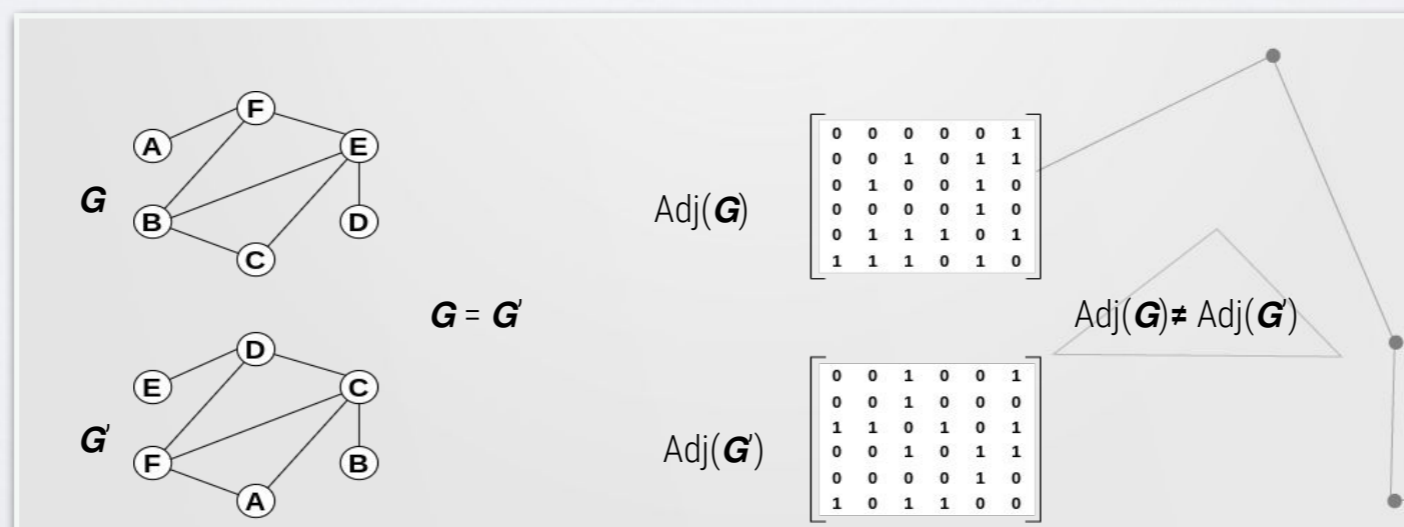 F
A
E
G
B
D
C
Adj(G)
0 0 0 0 0 1
0 0 1 0 1 1
0 1 0 0 1 0
0 0 0 0 1 0
0 1 1 1 0 1
1 1 1 0 1 0
G = G'
Adj(G)≠ Adj(G')
D
E
C
G'
F
B
A
Adj(G')
0 0 1 0 0 1
0 0 1 0 0 0
1 1 0 1 0 1
0 0 1 0 1 1
0 0 0 0 1 0
1 0 1 1 0 0